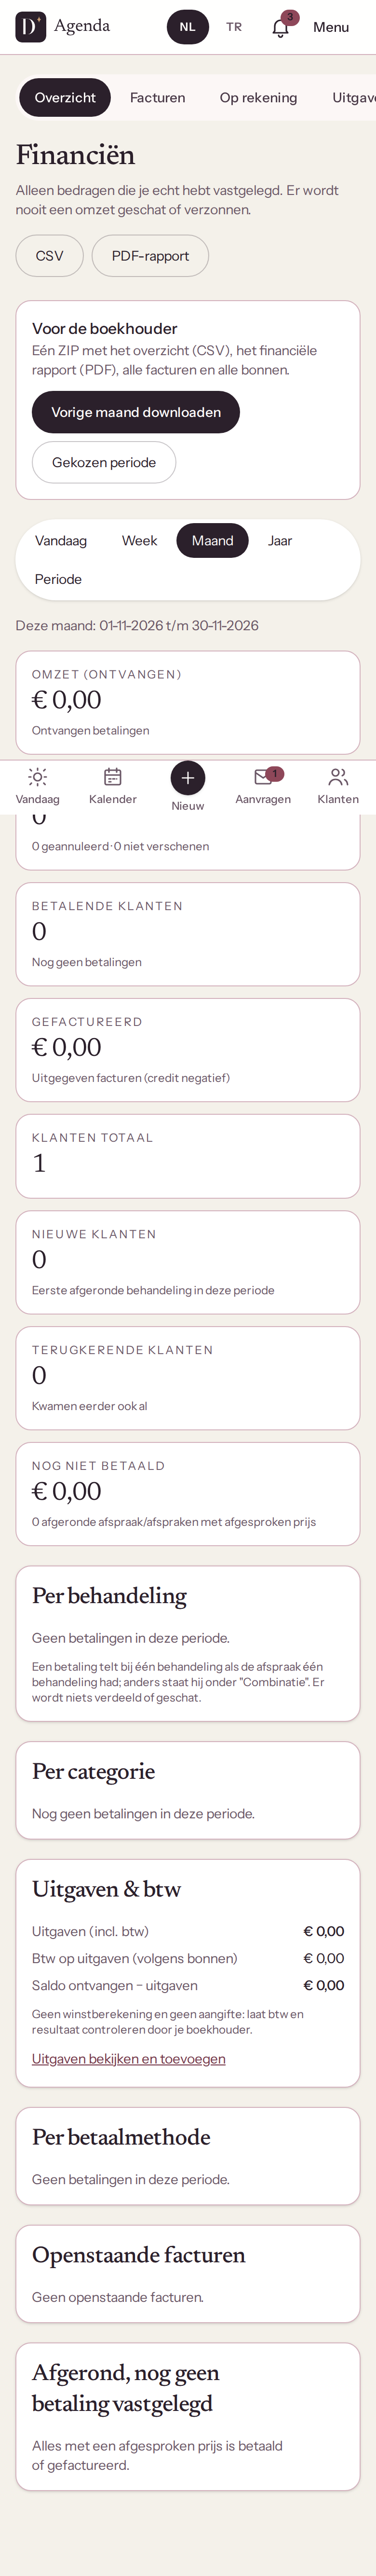 D+ Agenda NL TR 3 Menu
Overzicht Facturen Op rekening Uitgave
Financiën
Alleen bedragen die je echt hebt vastgelegd. Er wordt
nooit een omzet geschat of verzonnen.
CSV PDF-rapport
Voor de boekhouder
Eén ZIP met het overzicht (CSV), het financiële
rapport (PDF), alle facturen en alle bonnen.
Vorige maand downloaden
Gekozen periode
Vandaag Week Maand Jaar
Periode
Deze maand: 01-11-2026 t/m 30-11-2026
OMZET (ONTVANGEN)
€ 0,00
Ontvangen betalingen
1
Vandaag Kalender Nieuw Aanvragen Klanten
0
0 geannuleerd · 0 niet verschenen
BETALENDE KLANTEN
0
Nog geen betalingen
GEFACTUREERD
€ 0,00
Uitgegeven facturen (credit negatief)
KLANTEN TOTAAL
1
NIEUWE KLANTEN
0
Eerste afgeronde behandeling in deze periode
TERUGKERENDE KLANTEN
0
Kwamen eerder ook al
NOG NIET BETAALD
€ 0,00
0 afgeronde afspraak/afspraken met afgesproken prijs
Per behandeling
Geen betalingen in deze periode.
Een betaling telt bij één behandeling als de afspraak één
behandeling had; anders staat hij onder "Combinatie". Er
wordt niets verdeeld of geschat.
Per categorie
Nog geen betalingen in deze periode.
Uitgaven & btw
Uitgaven (incl. btw) € 0,00
Btw op uitgaven (volgens bonnen) € 0,00
Saldo ontvangen − uitgaven € 0,00
Geen winstberekening en geen aangifte: laat btw en
resultaat controleren door je boekhouder.
Uitgaven bekijken en toevoegen
Per betaalmethode
Geen betalingen in deze periode.
Openstaande facturen
Geen openstaande facturen.
Afgerond, nog geen
betaling vastgelegd
Alles met een afgesproken prijs is betaald
of gefactureerd.